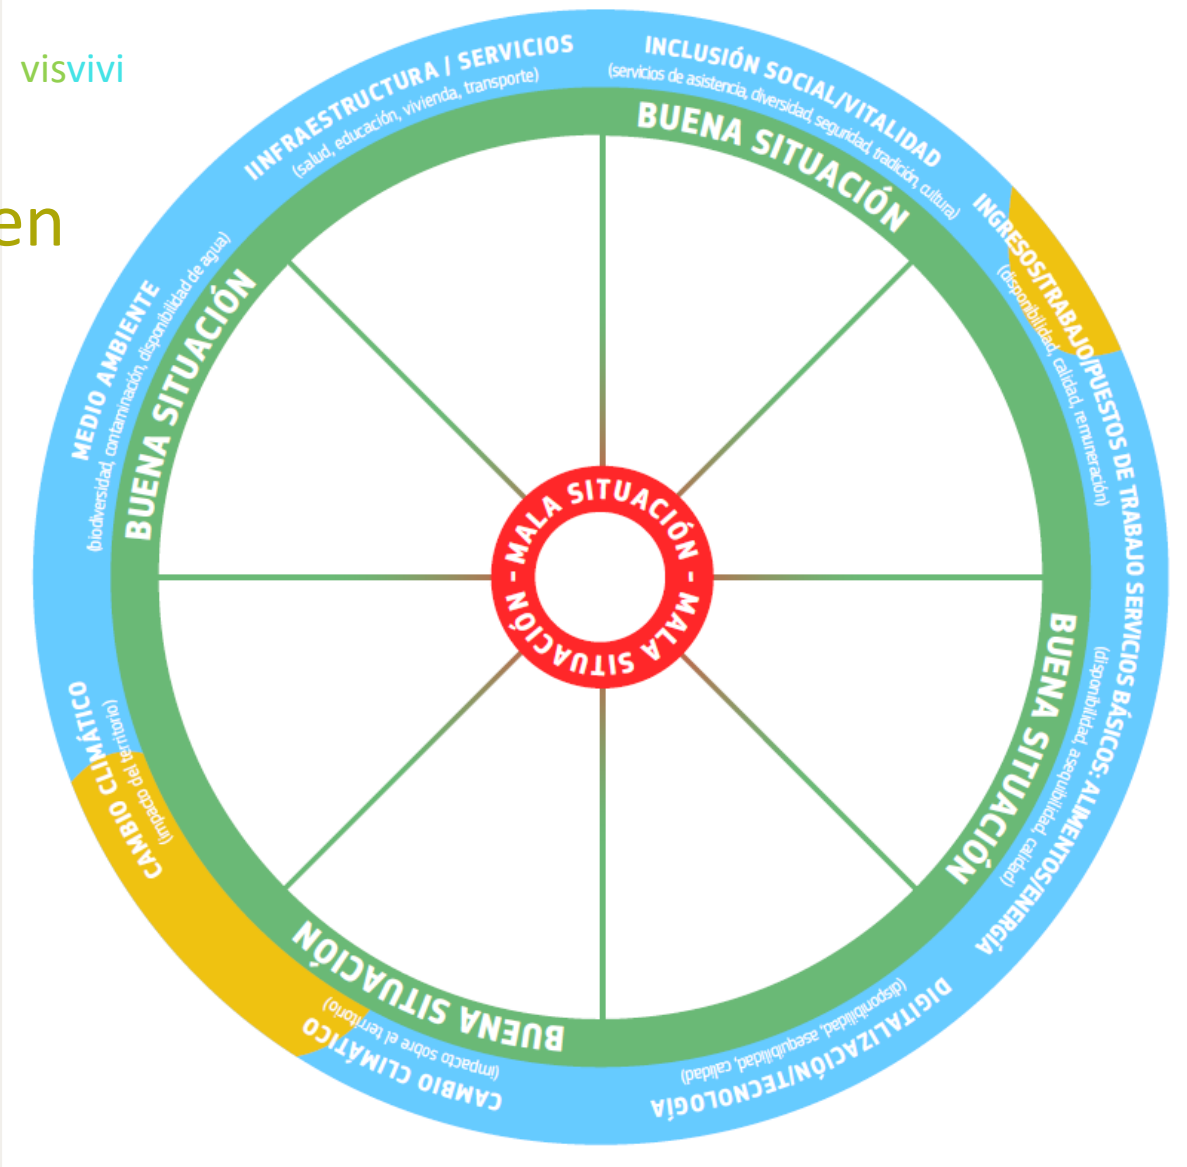 visvivi
en
IINFRAESTRUCTURA / SERVICIOS
(salud, educación, vivienda, transporte)
INCLUSIÓN SOCIAL/VITALIDAD
(servicios de asistencia, diversidad, seguridad, tradición, cultura)
INGRESOS/TRABAJO/PUESTOS DE TRABAJO
(disponibilidad, calidad, remuneración)
SERVICIOS BÁSICOS: ALIMENTOS/ENERGÍA
(disponibilidad, asequibilidad, calidad)
DIGITALIZACIÓN/TECNOLOGÍA
(disponibilidad, asequibilidad, calidad)
CAMBIO CLIMÁTICO
(impacto sobre el territorio)
CAMBIO CLIMÁTICO
(impacto del territorio)
MEDIO AMBIENTE
(biodiversidad, contaminación, disponibilidad de agua)
BUENA SITUACIÓN
BUENA SITUACIÓN
BUENA SITUACIÓN
BUENA SITUACIÓN
- MALA SITUACIÓN - MALA SITUACIÓN